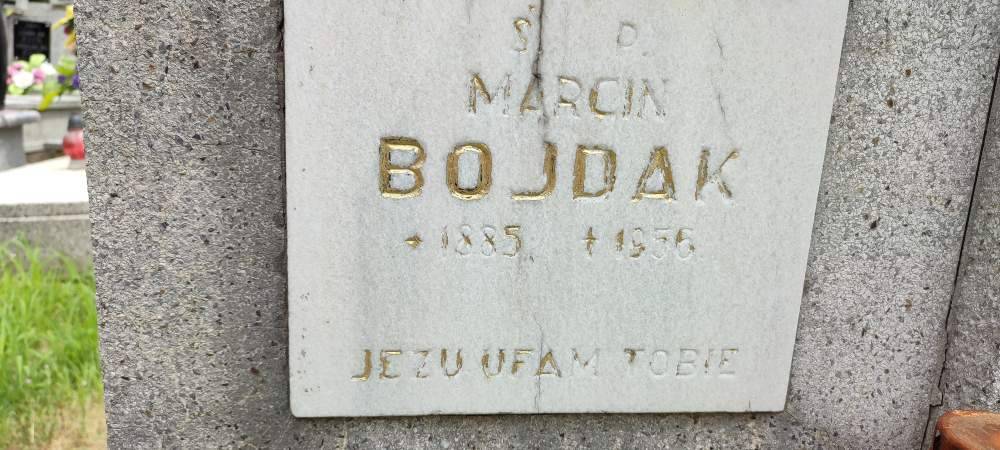 Ś. P.
MARCIN
BOJDAK
* 1885. † 1956.
JEZU UFAM TOBIE